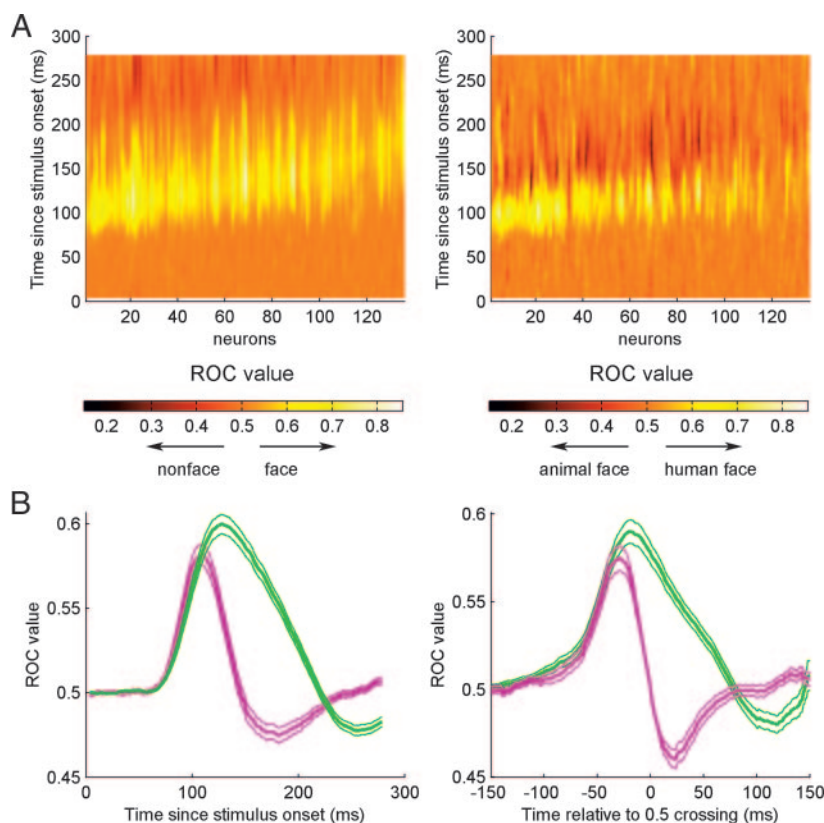 A
Time since stimulus onset (ms)
300
250
200
150
100
50
0
20 40 60 80 100 120
neurons
ROC value
0.2 0.3 0.4 0.5 0.6 0.7 0.8
nonface face
Time since stimulus onset (ms)
300
250
200
150
100
50
0
20 40 60 80 100 120
neurons
ROC value
0.2 0.3 0.4 0.5 0.6 0.7 0.8
animal face human face
B
ROC value
0.6
0.55
0.5
0.45
0 100 200 300
Time since stimulus onset (ms)
ROC value
0.6
0.55
0.5
0.45
-150 -100 -50 0 50 100 150
Time relative to 0.5 crossing (ms)